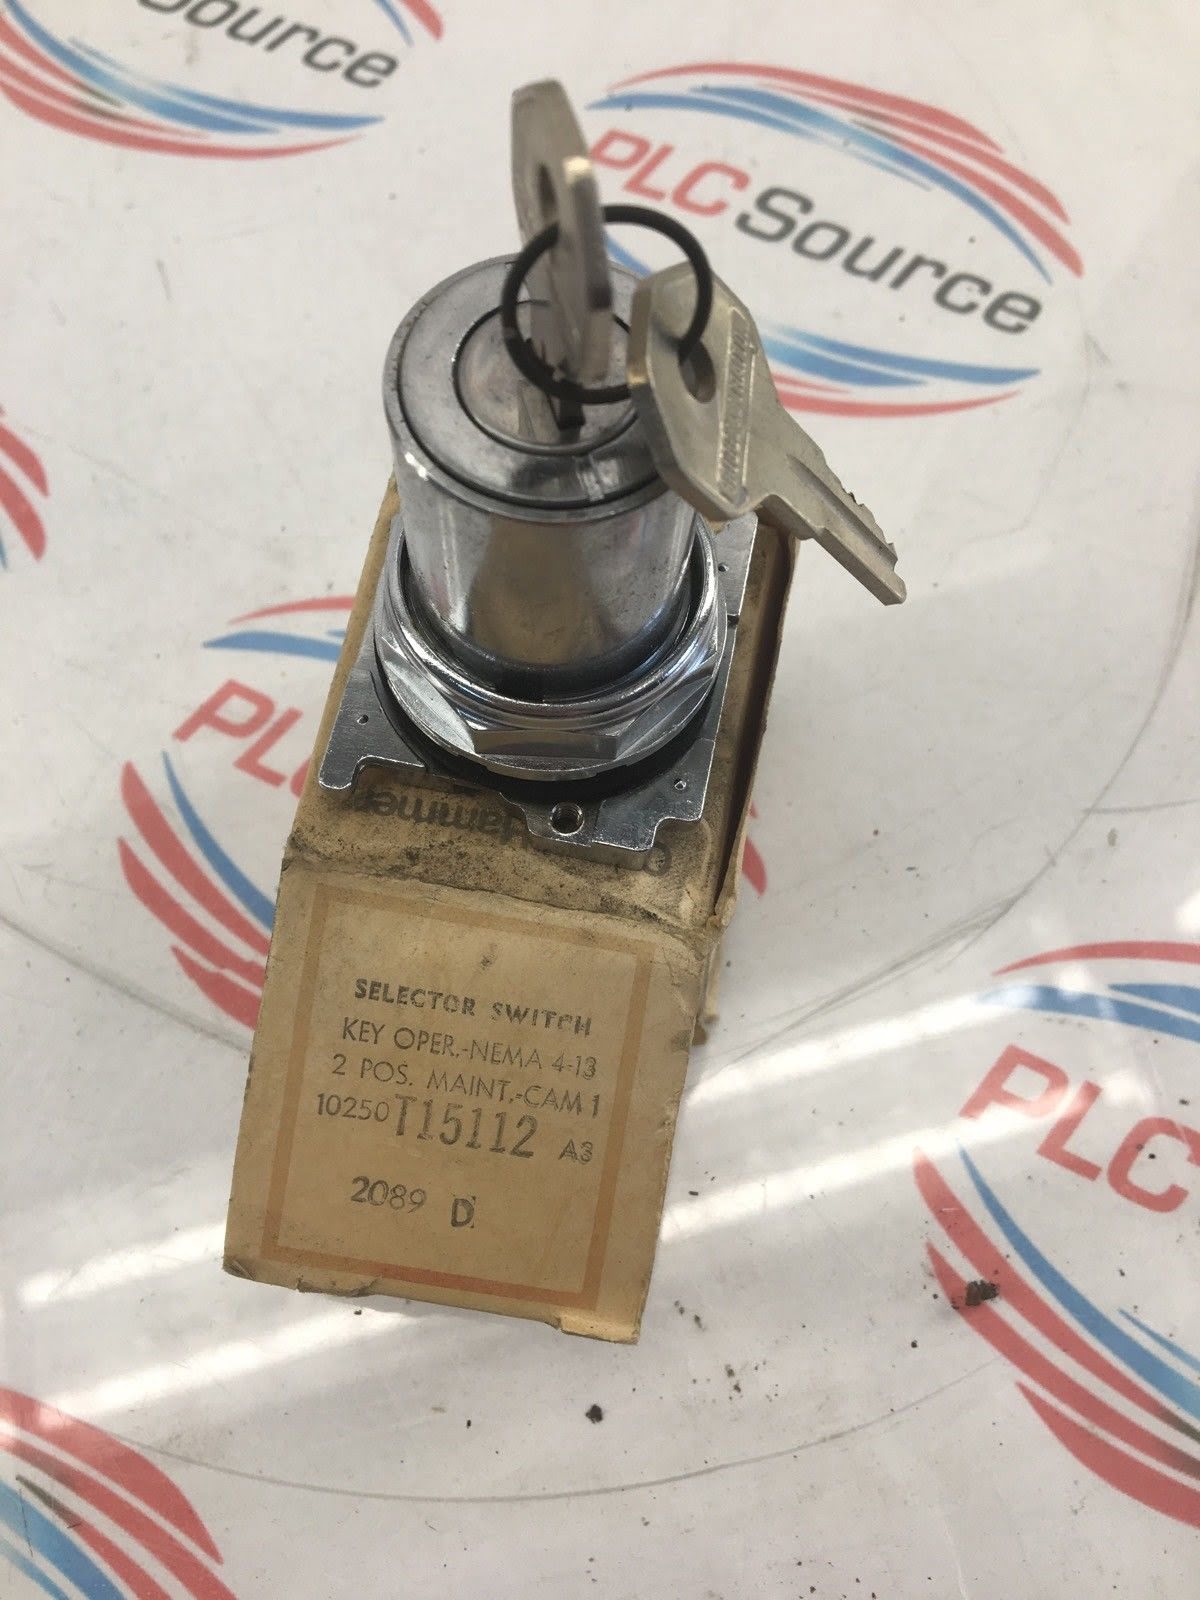 Source
PLC Source
PLC
Hammer
SELECTOR SWITCH
KEY OPER.-NEMA 4-13
2 POS. MAINT.-CAM 1
10250T15112 A3
2089 D
PLC